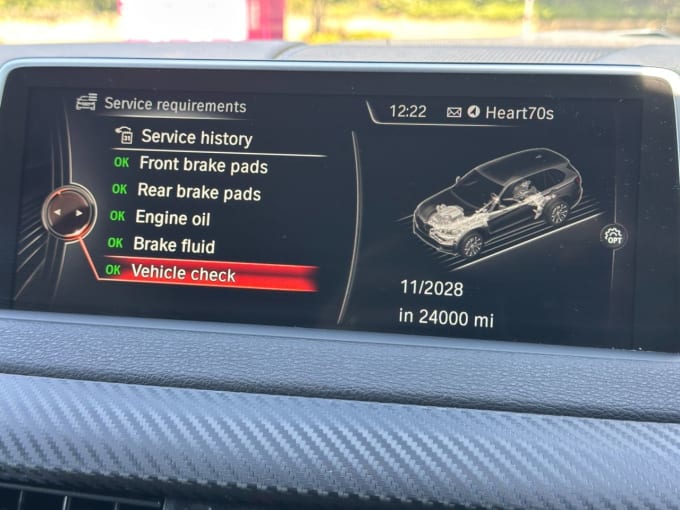 Service requirements
12:22 Heart70s
31 Service history
OK Front brake pads
OK Rear brake pads
OK Engine oil
OK Brake fluid
OK Vehicle check
OPT
11/2028
in 24000 mi